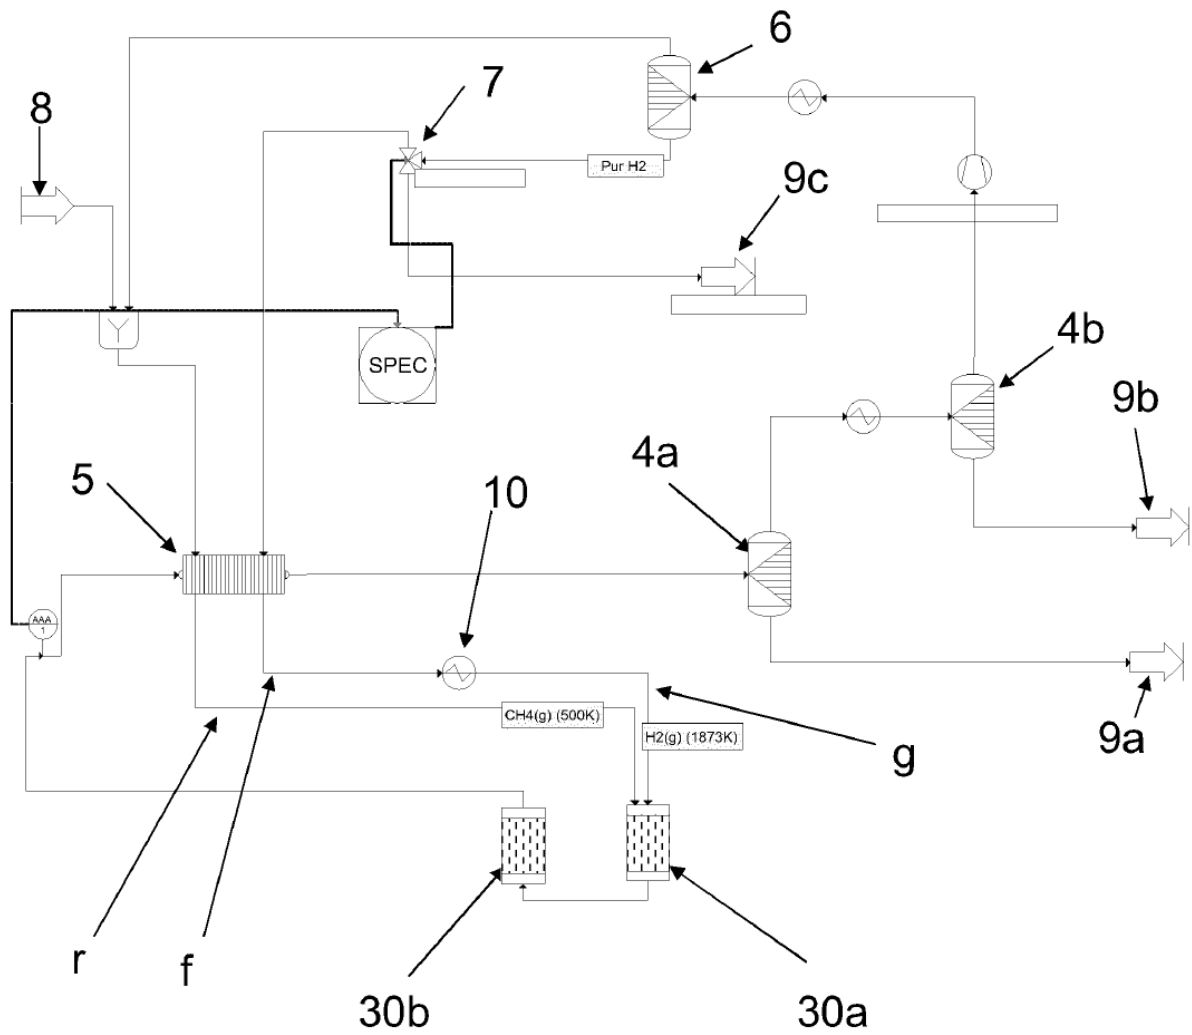 6
7
8
Pur H2
9c
SPEC
4b
9b
4a
5
10
AAA
1
CH4(g) (500K)
H2(g) (1873K)
9a
g
r
f
30b
30a